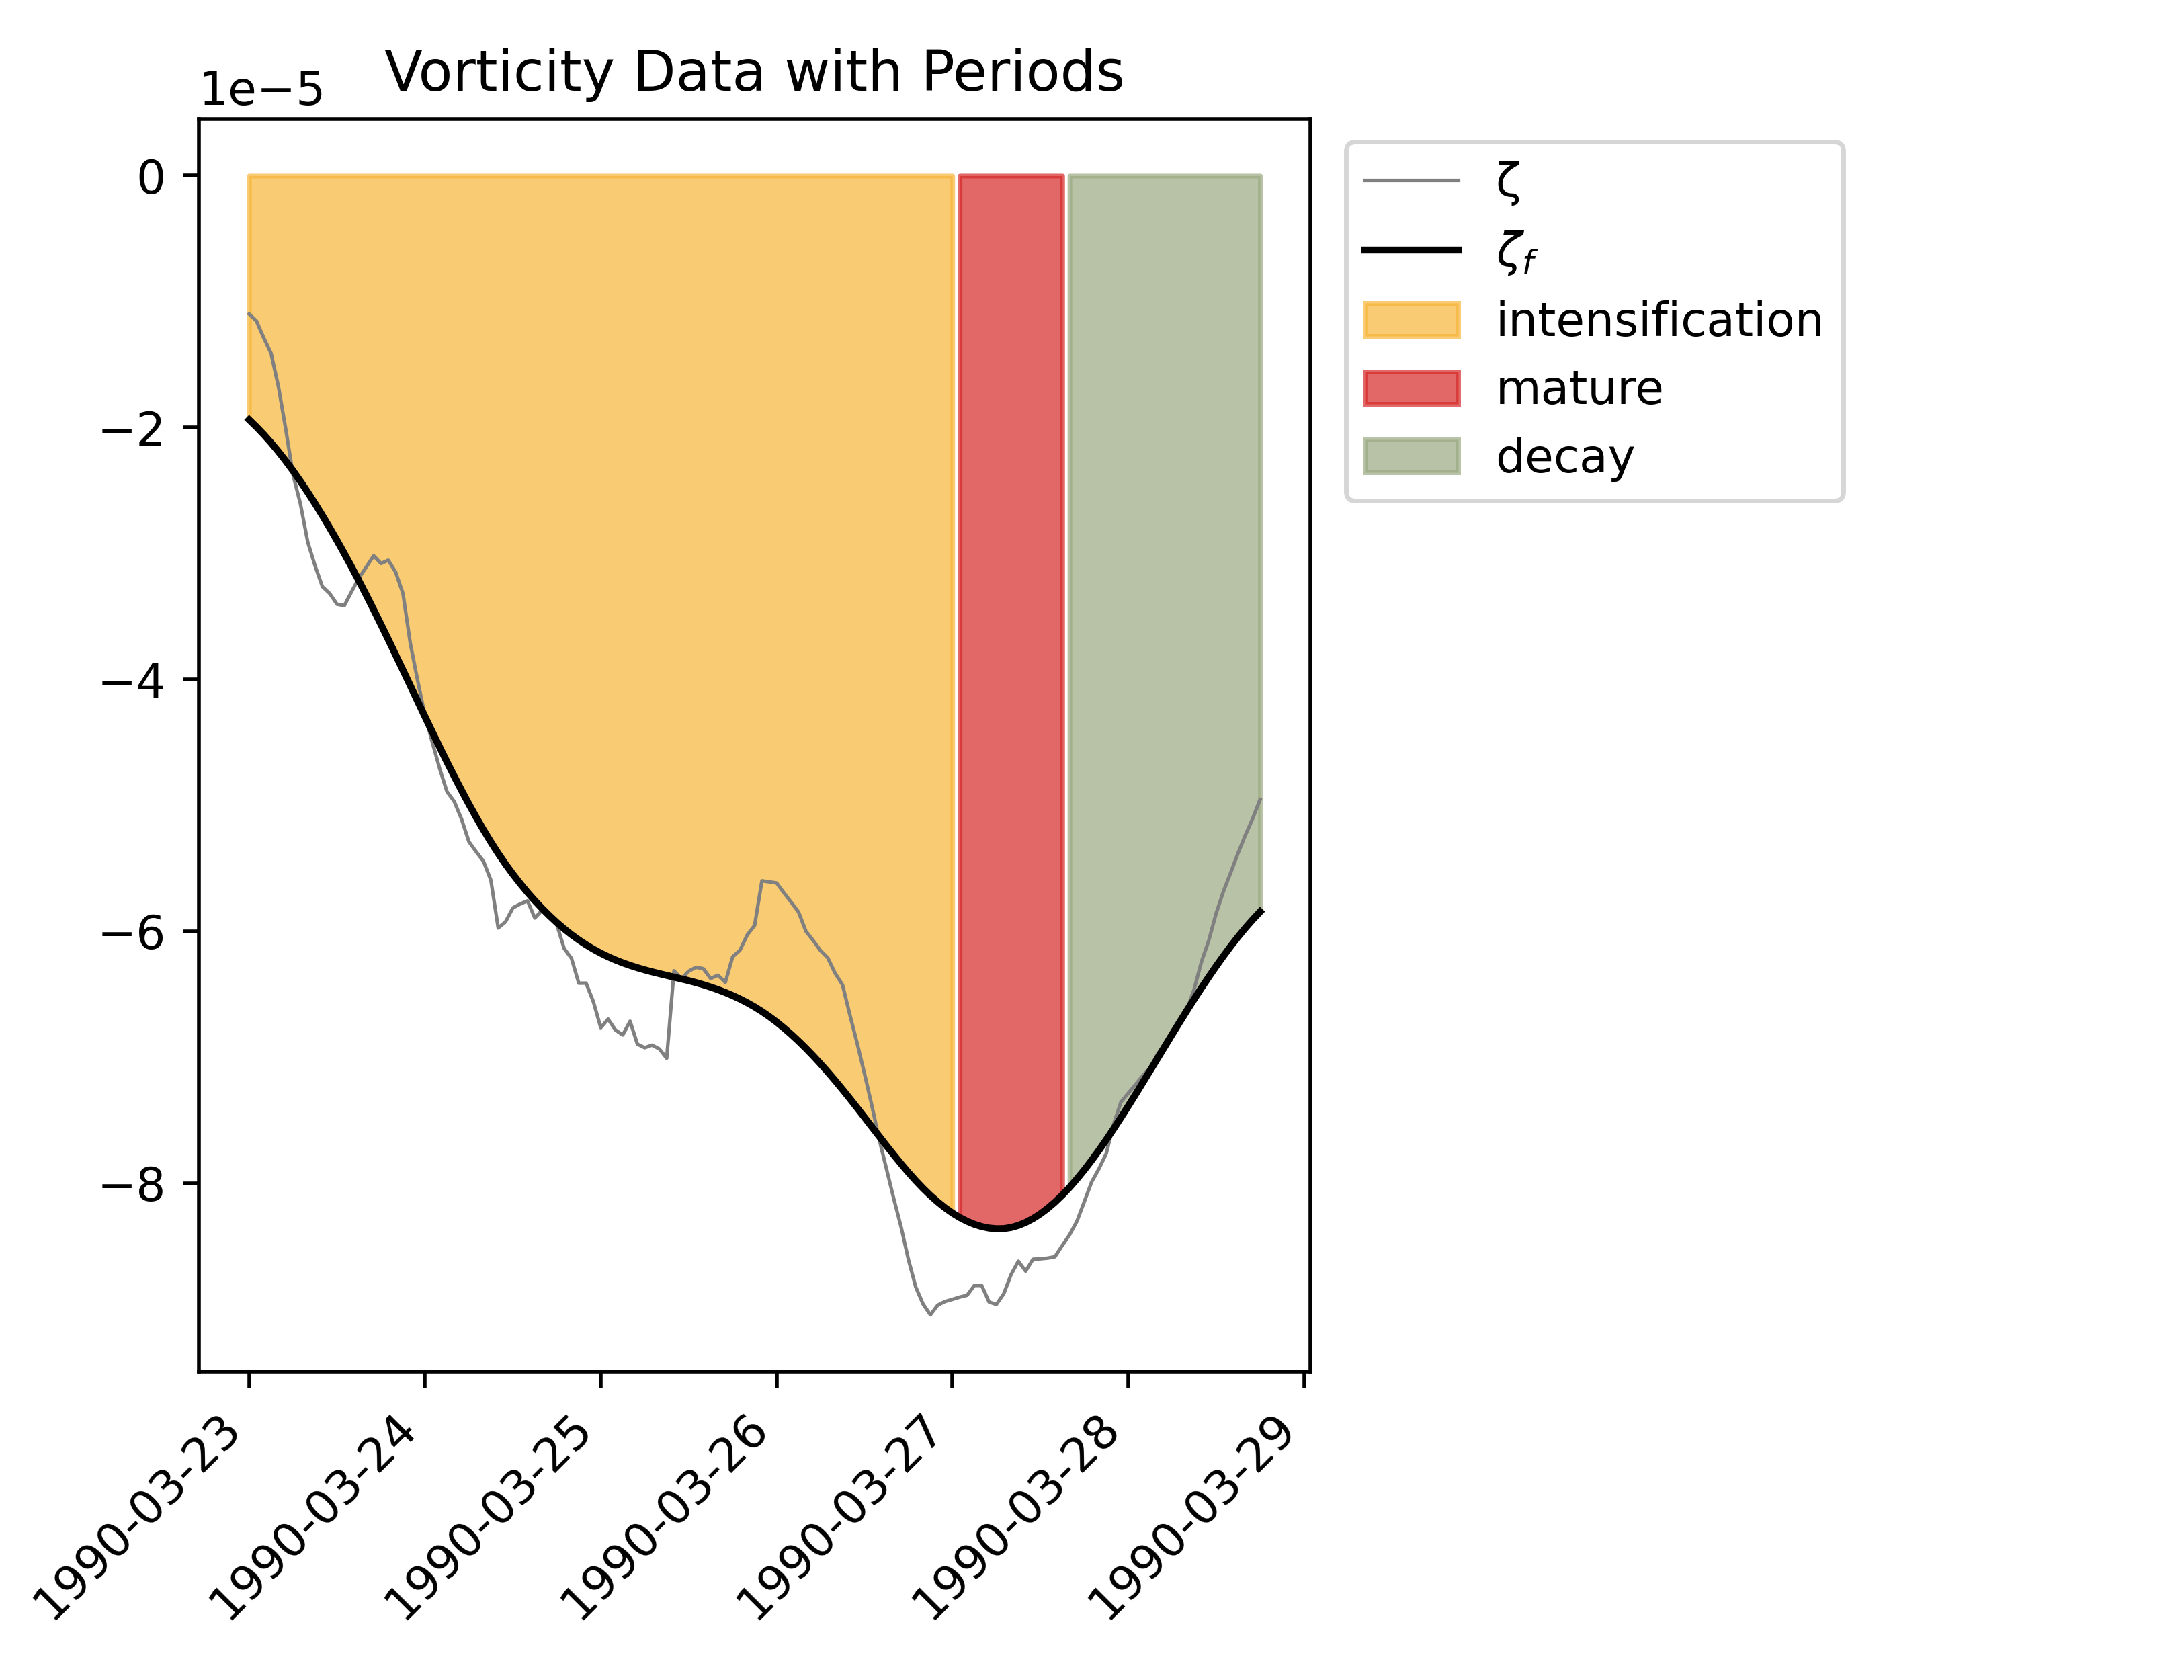 Vorticity Data with Periods
1e−5
0
−2
−4
−6
−8
1990-03-23
1990-03-24
1990-03-25
1990-03-26
1990-03-27
1990-03-28
1990-03-29
ζ
ζf
intensification
mature
decay